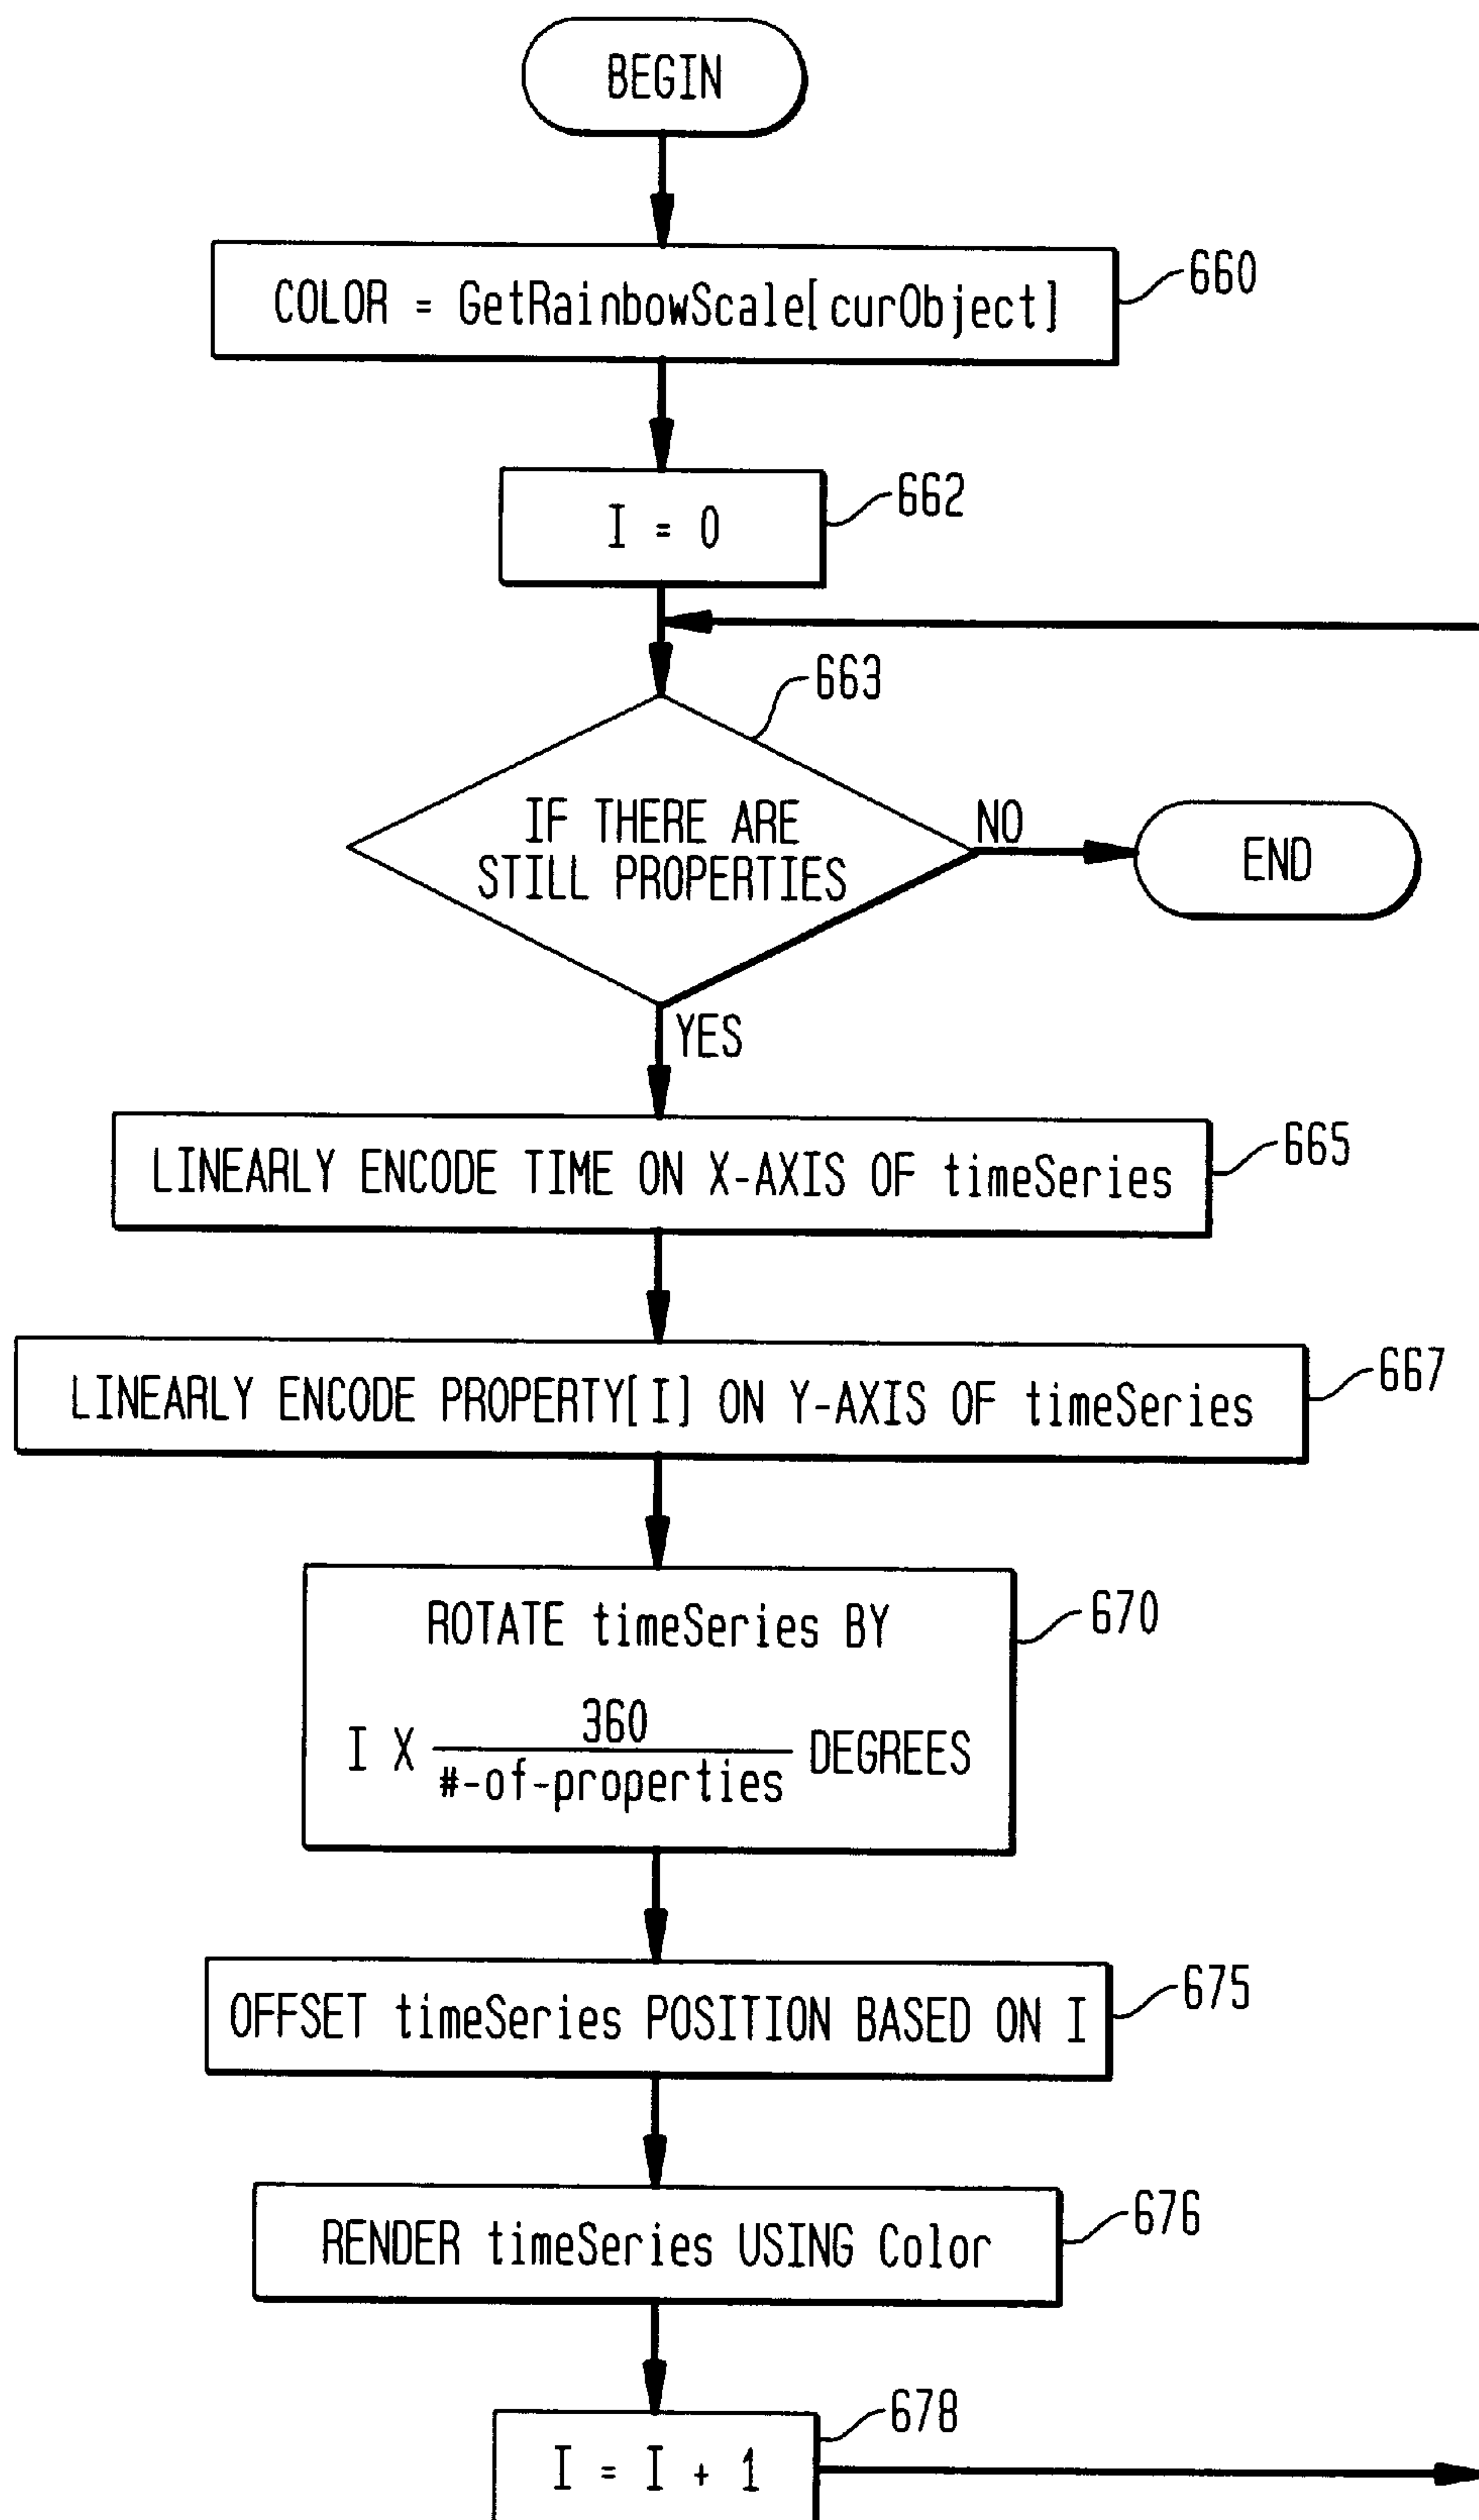 BEGIN
COLOR = GetRainbowScale[curObject]
660
I = 0
662
663
IF THERE ARE
STILL PROPERTIES
NO
END
YES
LINEARLY ENCODE TIME ON X-AXIS OF timeSeries
665
LINEARLY ENCODE PROPERTY[I] ON Y-AXIS OF timeSeries
667
ROTATE timeSeries BY
670
360
I X DEGREES
#-of-properties
OFFSET timeSeries POSITION BASED ON I
675
RENDER timeSeries USING Color
676
678
I = I + 1